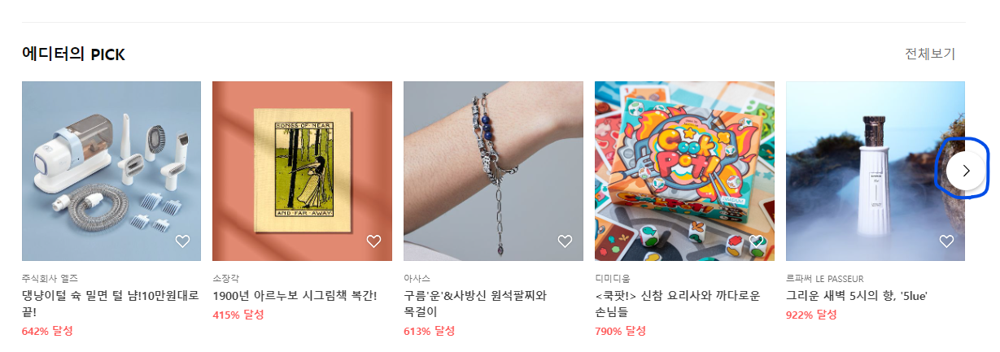 에디터의 PICK
전체보기
SONGS OF NEAR
AND·FAR·AWAY·
Cook
Pot!
주식회사 엘즈
댕냥이털 슉 밀면 털 냠!10만원대로
끝!
642% 달성
소장각
1900년 아르누보 시그림책 복간!
415% 달성
아사스
구름'운'&사방신 원석팔찌와
목걸이
613% 달성
디미디움
<쿡팟!> 신참 요리사와 까다로운
손님들
790% 달성
르파써 LE PASSEUR
그리운 새벽 5시의 향, '5lue'
922% 달성